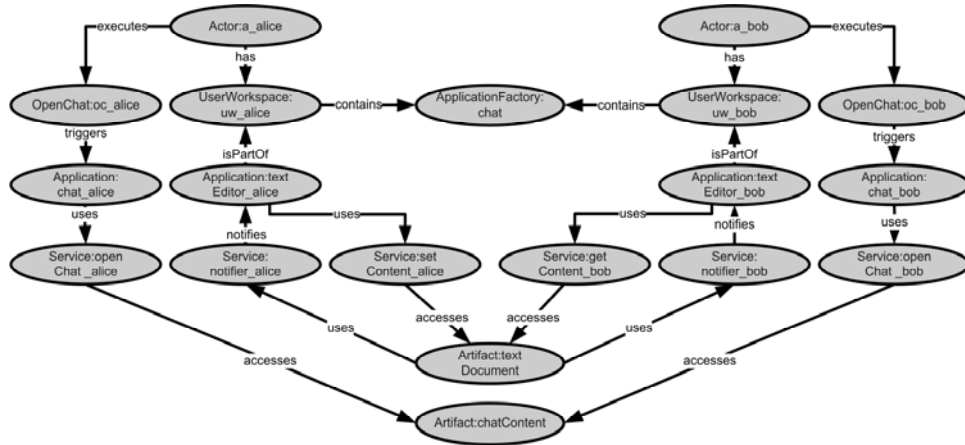 executes
Actor:a_alice
Actor:a_bob
executes
has
has
OpenChat:oc_alice
UserWorkspace:
uw_alice
contains
ApplicationFactory:
chat
contains
UserWorkspace:
uw_bob
OpenChat:oc_bob
triggers
isPartOf
isPartOf
triggers
Application:
chat_alice
Application:text
Editor_alice
Application:text
Editor_bob
Application:
chat_bob
uses
notifies
uses
uses
notifies
uses
Service:open
Chat _alice
Service:
notifier_alice
Service:set
Content_alice
Service:get
Content_bob
Service:
notifier_bob
Service:open
Chat _bob
accesses
accesses
uses
uses
Artifact:text
Document
accesses
accesses
Artifact:chatContent